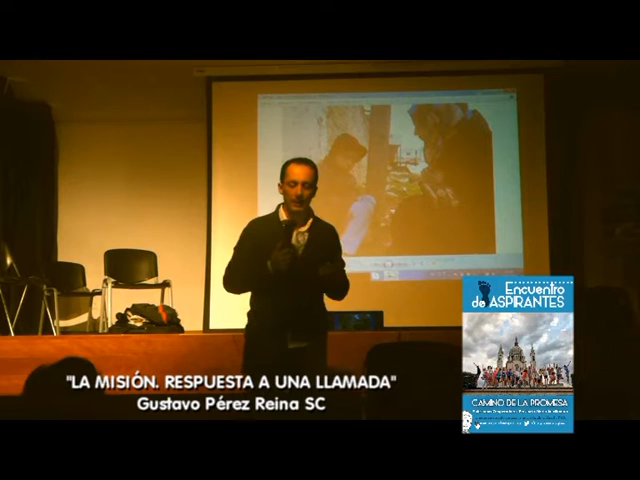 Encuentro
de ASPIRANTES
CAMINO DE LA PROMESA
"LA MISIÓN. RESPUESTA A UNA LLAMADA"
Gustavo Pérez Reina SC